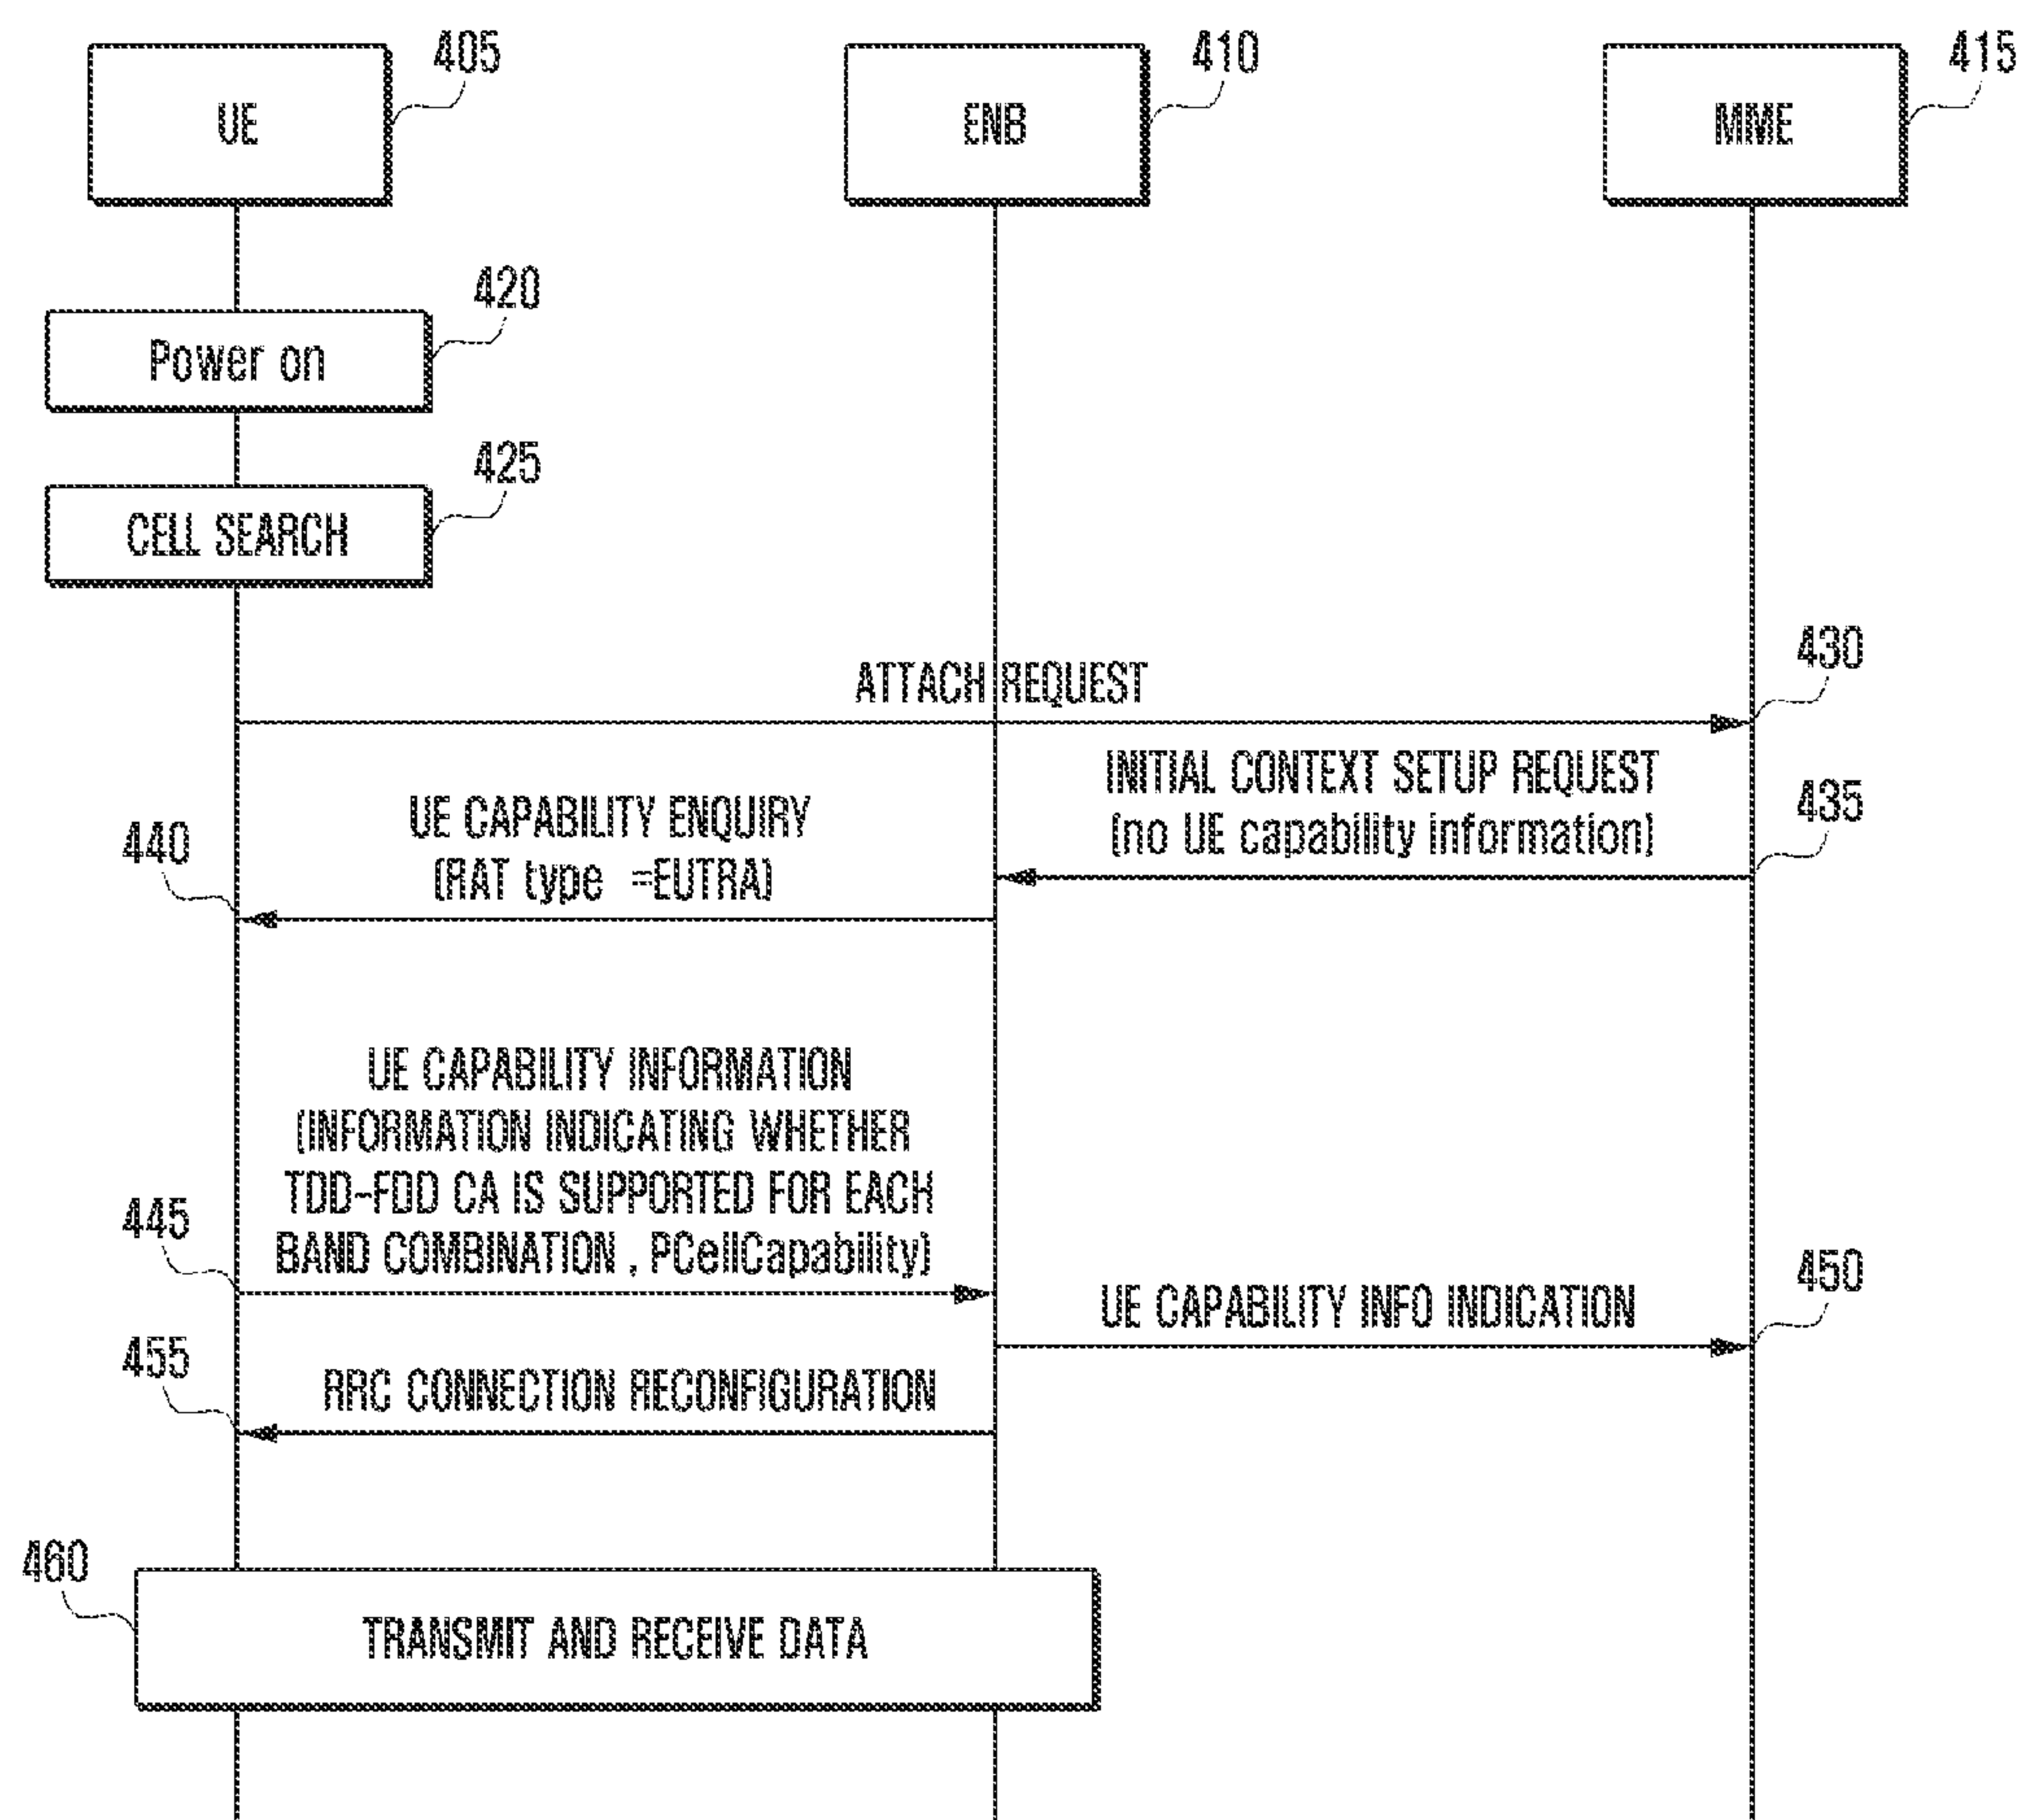 405
410
415
UE
ENB
MME
420
Power on
425
CELL SEARCH
430
ATTACH REQUEST
INITIAL CONTEXT SETUP REQUEST
(no UE capability information)
435
UE CAPABILITY ENQUIRY
(RAT type =EUTRA)
440
UE CAPABILITY INFORMATION
(INFORMATION INDICATING WHETHER
TDD-FDD CA IS SUPPORTED FOR EACH
BAND COMBINATION , PCellCapability)
445
450
UE CAPABILITY INFO INDICATION
455
RRC CONNECTION RECONFIGURATION
460
TRANSMIT AND RECEIVE DATA